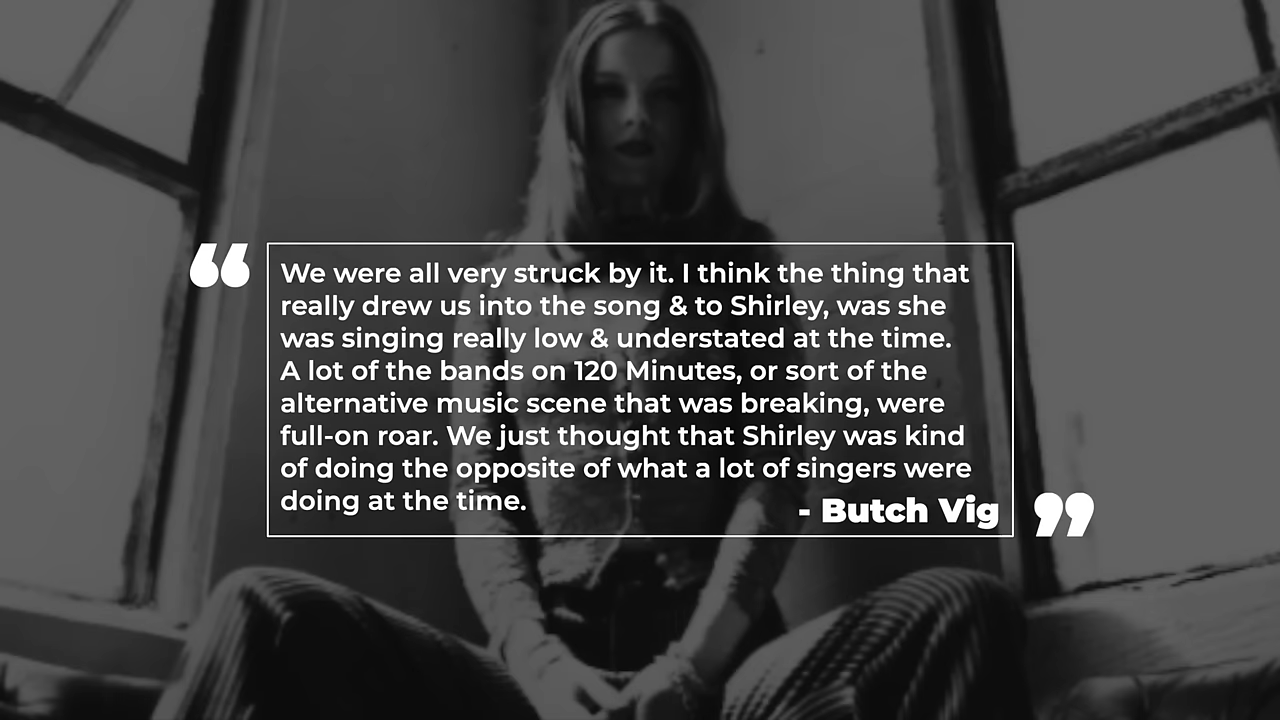 “
We were all very struck by it. I think the thing that
really drew us into the song & to Shirley, was she
was singing really low & understated at the time.
A lot of the bands on 120 Minutes, or sort of the
alternative music scene that was breaking, were
full-on roar. We just thought that Shirley was kind
of doing the opposite of what a lot of singers were
doing at the time.
- Butch Vig
”